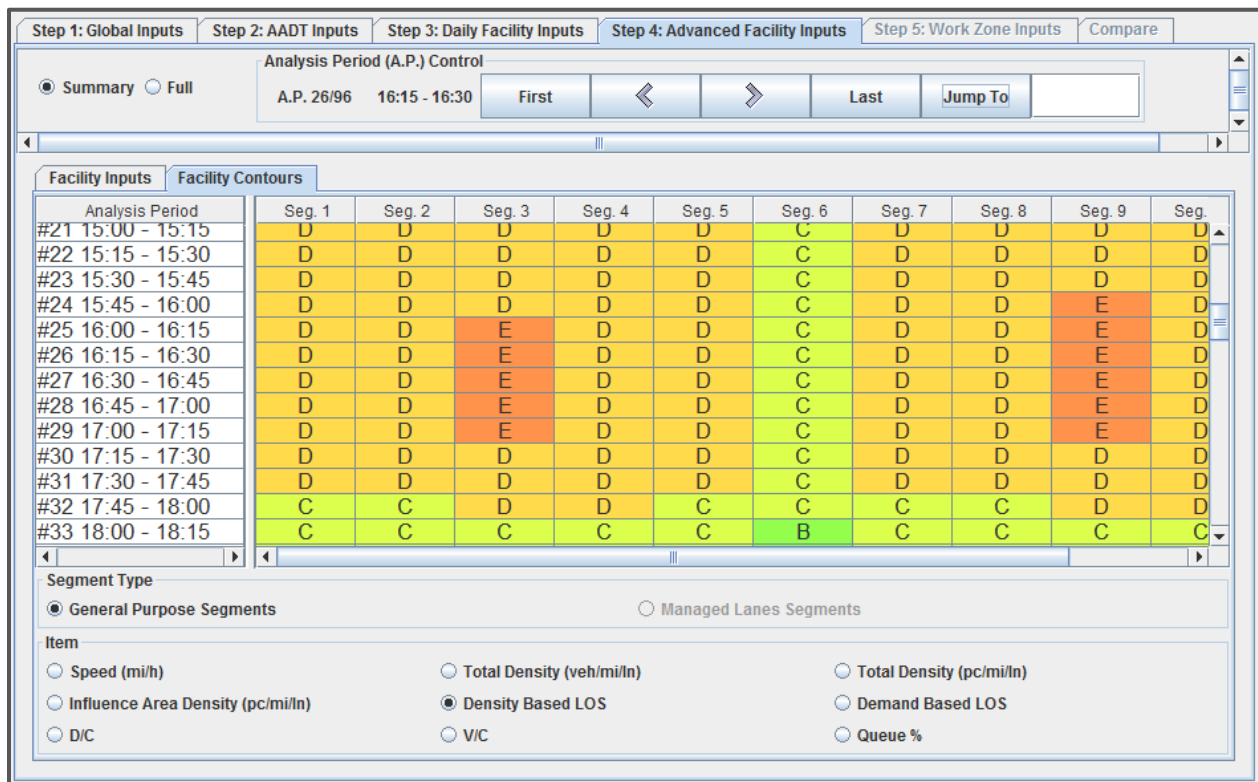 Step 1: Global Inputs Step 2: AADT Inputs Step 3: Daily Facility Inputs Step 4: Advanced Facility Inputs Step 5: Work Zone Inputs Compare
Analysis Period (A.P.) Control
Summary Full A.P. 26/96 16:15 - 16:30 First Last Jump To
Facility Inputs Facility Contours
Analysis Period Seg. 1 Seg. 2 Seg. 3 Seg. 4 Seg. 5 Seg. 6 Seg. 7 Seg. 8 Seg. 9 Seg.
#21 15:00 - 15:15 D D D D D C D D D D
#22 15:15 - 15:30 D D D D D C D D D D
#23 15:30 - 15:45 D D D D D C D D D D
#24 15:45 - 16:00 D D D D D C D D E D
#25 16:00 - 16:15 D D E D D C D D E D
#26 16:15 - 16:30 D D E D D C D D E D
#27 16:30 - 16:45 D D E D D C D D E D
#28 16:45 - 17:00 D D E D D C D D E D
#29 17:00 - 17:15 D D E D D C D D E D
#30 17:15 - 17:30 D D D D D C D D D D
#31 17:30 - 17:45 D D D D D C D D D D
#32 17:45 - 18:00 C C D D C C C C D D
#33 18:00 - 18:15 C C C C C B C C C C
Segment Type
General Purpose Segments Managed Lanes Segments
Item
Speed (mi/h) Total Density (veh/mi/ln) Total Density (pc/mi/ln)
Influence Area Density (pc/mi/ln) Density Based LOS Demand Based LOS
D/C V/C Queue %